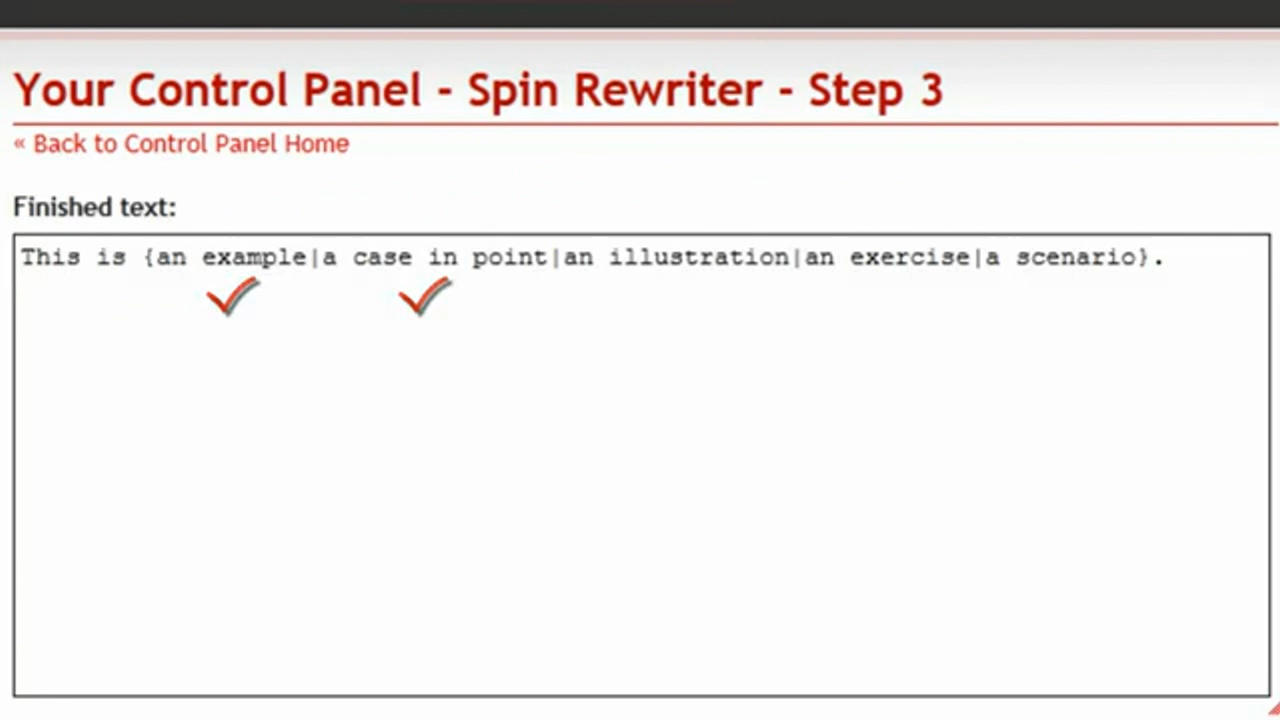 Your Control Panel - Spin Rewriter - Step 3
« Back to Control Panel Home
Finished text:
This is {an example|a case in point|an illustration|an exercise|a scenario}.